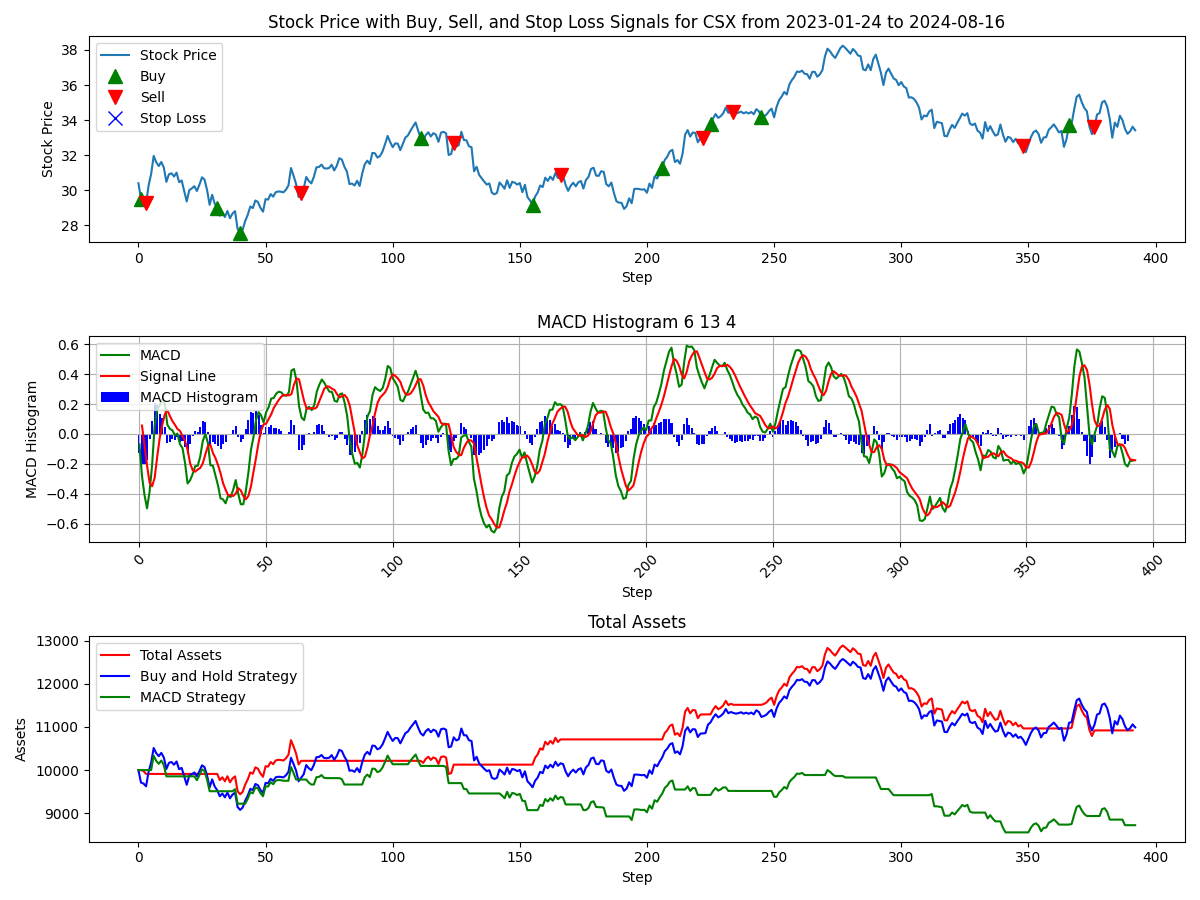 Stock Price with Buy, Sell, and Stop Loss Signals for CSX from 2023-01-24 to 2024-08-16
Stock Price
38
36
34
32
30
28
Stock Price
Buy
Sell
Stop Loss
0 50 100 150 200 250 300 350 400
Step
MACD Histogram 6 13 4
MACD Histogram
0.6
0.4
0.2
0.0
−0.2
−0.4
−0.6
MACD
Signal Line
MACD Histogram
0 50 100 150 200 250 300 350 400
Step
Total Assets
Assets
13000
12000
11000
10000
9000
Total Assets
Buy and Hold Strategy
MACD Strategy
0 50 100 150 200 250 300 350 400
Step